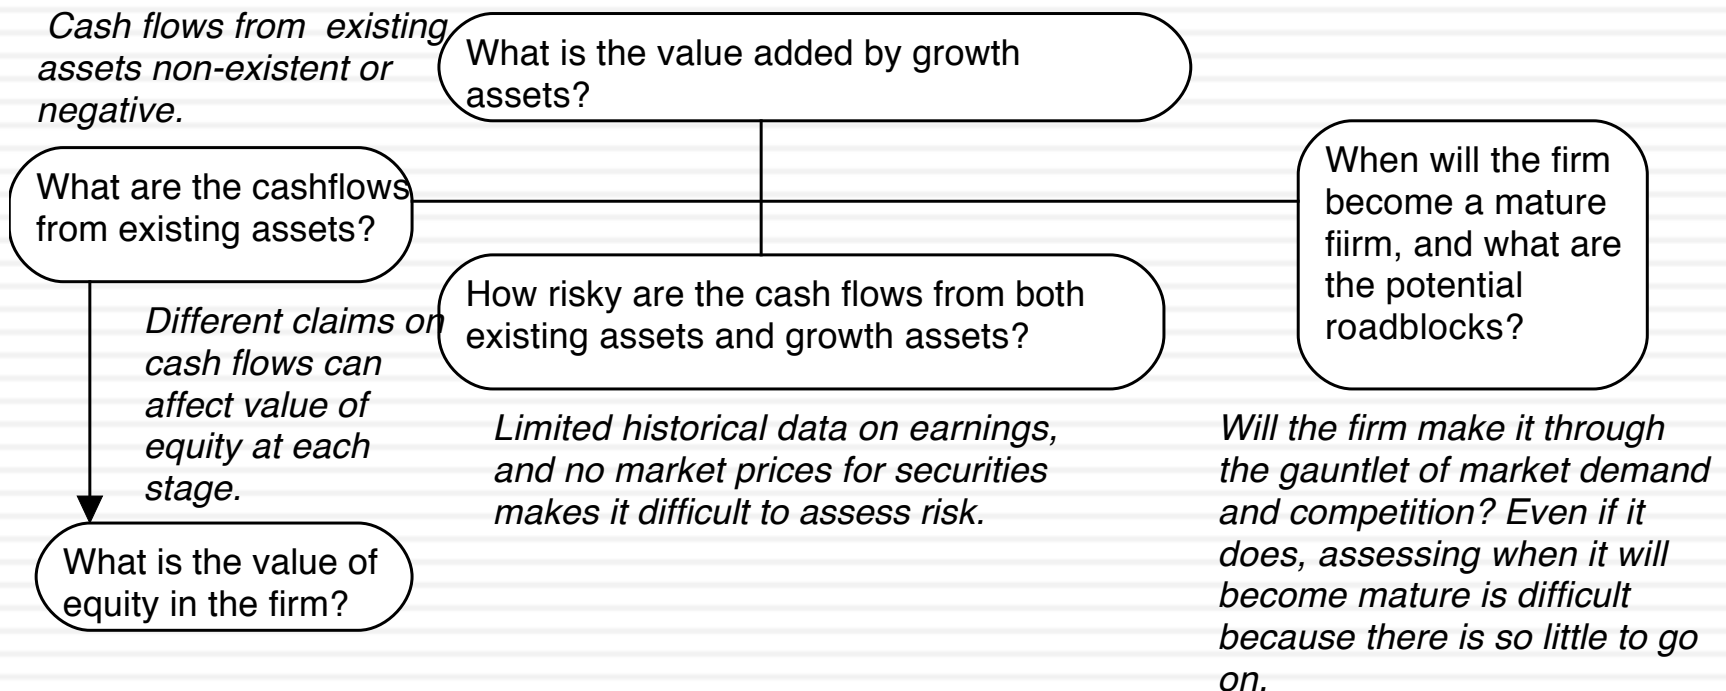 Cash flows from  existing
assets non-existent or
negative.
What is the value added by growth
assets?
What are the cashflows
from existing assets?
When will the firm
become a mature
fiirm, and what are
the potential
roadblocks?
How risky are the cash flows from both
existing assets and growth assets?
Different claims on
cash flows can
affect value of
equity at each
stage.
Limited historical data on earnings,
and no market prices for securities
makes it difficult to assess risk.
Will the firm make it through
the gauntlet of market demand
and competition? Even if it
does, assessing when it will
become mature is difficult
because there is so little to go
on.
What is the value of
equity in the firm?